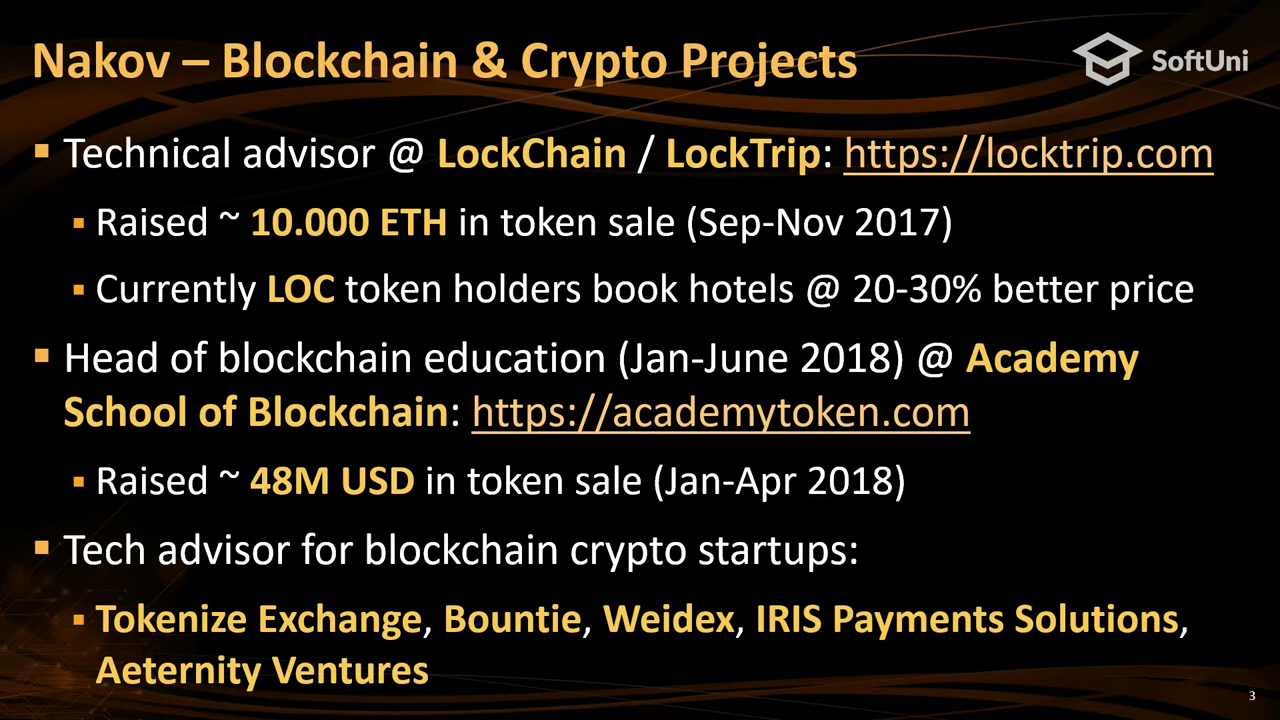 Nakov – Blockchain & Crypto Projects
SoftUni
▪ Technical advisor @ LockChain / LockTrip: https://locktrip.com
▪ Raised ~ 10.000 ETH in token sale (Sep-Nov 2017)
▪ Currently LOC token holders book hotels @ 20-30% better price
▪ Head of blockchain education (Jan-June 2018) @ Academy
School of Blockchain: https://academytoken.com
▪ Raised ~ 48M USD in token sale (Jan-Apr 2018)
▪ Tech advisor for blockchain crypto startups:
▪ Tokenize Exchange, Bountie, Weidex, IRIS Payments Solutions,
Aeternity Ventures
3